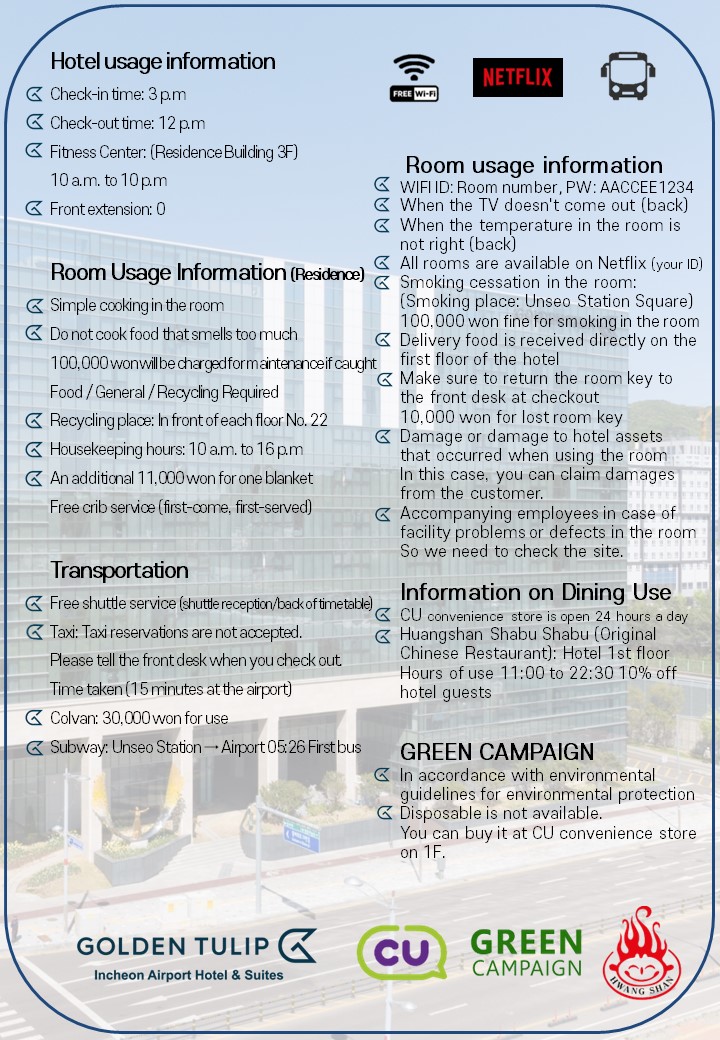 Hotel usage information
Check-in time: 3 p.m
Check-out time: 12 p.m
Fitness Center: (Residence Building 3F)
10 a.m. to 10 p.m
Front extension: 0
Room Usage Information (Residence)
Simple cooking in the room
Do not cook food that smells too much
100,000 won will be charged for maintenance if caught
Food / General / Recycling Required
Recycling place: In front of each floor No. 22
Housekeeping hours: 10 a.m. to 16 p.m
An additional 11,000 won for one blanket
Free crib service (first-come, first-served)
Transportation
Free shuttle service (shuttle reception/back of timetable)
Taxi: Taxi reservations are not accepted.
Please tell the front desk when you check out.
Time taken (15 minutes at the airport)
Colvan: 30,000 won for use
Subway: Unseo Station → Airport 05:26 First bus
FREE Wi-Fi
NETFLIX
Room usage information
WIFI ID: Room number, PW: AACCEE1234
When the TV doesn't come out (back)
When the temperature in the room is
not right (back)
All rooms are available on Netflix (your ID)
Smoking cessation in the room:
(Smoking place: Unseo Station Square)
100,000 won fine for smoking in the room
Delivery food is received directly on the
first floor of the hotel
Make sure to return the room key to
the front desk at checkout
10,000 won for lost room key
Damage or damage to hotel assets
that occurred when using the room
In this case, you can claim damages
from the customer.
Accompanying employees in case of
facility problems or defects in the room
So we need to check the site.
Information on Dining Use
CU convenience store is open 24 hours a day
Huangshan Shabu Shabu (Original
Chinese Restaurant): Hotel 1st floor
Hours of use 11:00 to 22:30 10% off
hotel guests
GREEN CAMPAIGN
In accordance with environmental
guidelines for environmental protection
Disposable is not available.
You can buy it at CU convenience store
on 1F.
GOLDEN TULIP
Incheon Airport Hotel & Suites
CU
GREEN
CAMPAIGN
HWANG SHAN